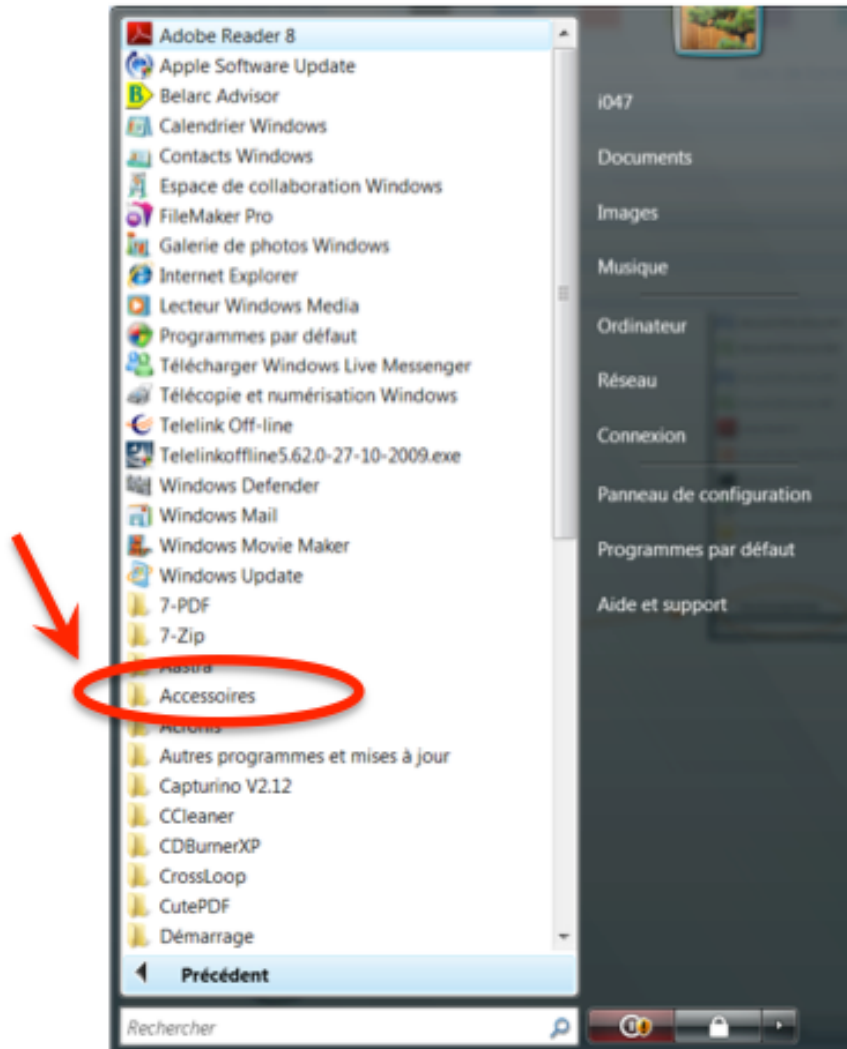 Adobe Reader 8
Apple Software Update
Belarc Advisor
Calendrier Windows
Contacts Windows
Espace de collaboration Windows
FileMaker Pro
Galerie de photos Windows
Internet Explorer
Lecteur Windows Media
Programmes par défaut
Télécharger Windows Live Messenger
Télécopie et numérisation Windows
Telelink Off-line
Telelinkoffline5.62.0-27-10-2009.exe
Windows Defender
Windows Mail
Windows Movie Maker
Windows Update
7-PDF
7-Zip
Aastra
Accessoires
Acronis
Autres programmes et mises à jour
Capturino V2.12
CCleaner
CDBurnerXP
CrossLoop
CutePDF
Démarrage
Précédent
Rechercher
i047
Documents
Images
Musique
Ordinateur
Réseau
Connexion
Panneau de configuration
Programmes par défaut
Aide et support